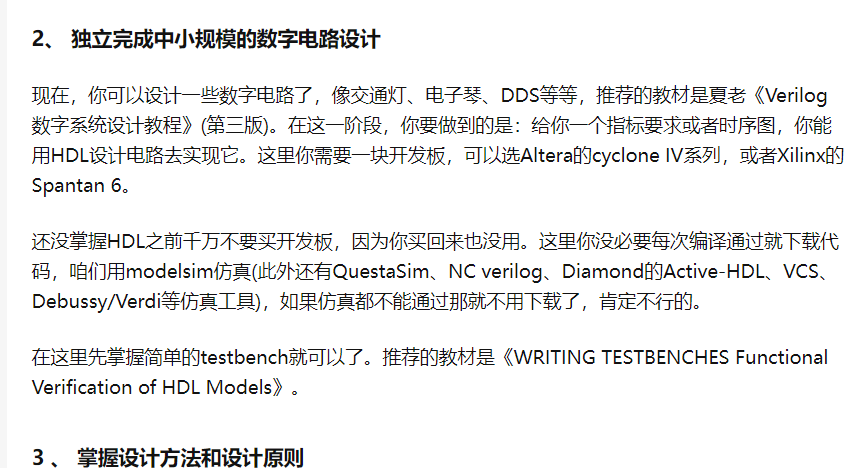 2、 独立完成中小规模的数字电路设计
现在，你可以设计一些数字电路了，像交通灯、电子琴、DDS等等，推荐的教材是夏老《Verilog
数字系统设计教程》(第三版)。在这一阶段，你要做到的是：给你一个指标要求或者时序图，你能
用HDL设计电路去实现它。这里你需要一块开发板，可以选Altera的cyclone IV系列，或者Xilinx的
Spantan 6。
还没掌握HDL之前千万不要买开发板，因为你买回来也没用。这里你没必要每次编译通过就下载代
码，咱们用modelsim仿真(此外还有QuestaSim、NC verilog、Diamond的Active-HDL、VCS、
Debussy/Verdi等仿真工具)，如果仿真都不能通过那就不用下载了，肯定不行的。
在这里先掌握简单的testbench就可以了。推荐的教材是《WRITING TESTBENCHES Functional
Verification of HDL Models》。
3 、 掌握设计方法和设计原则